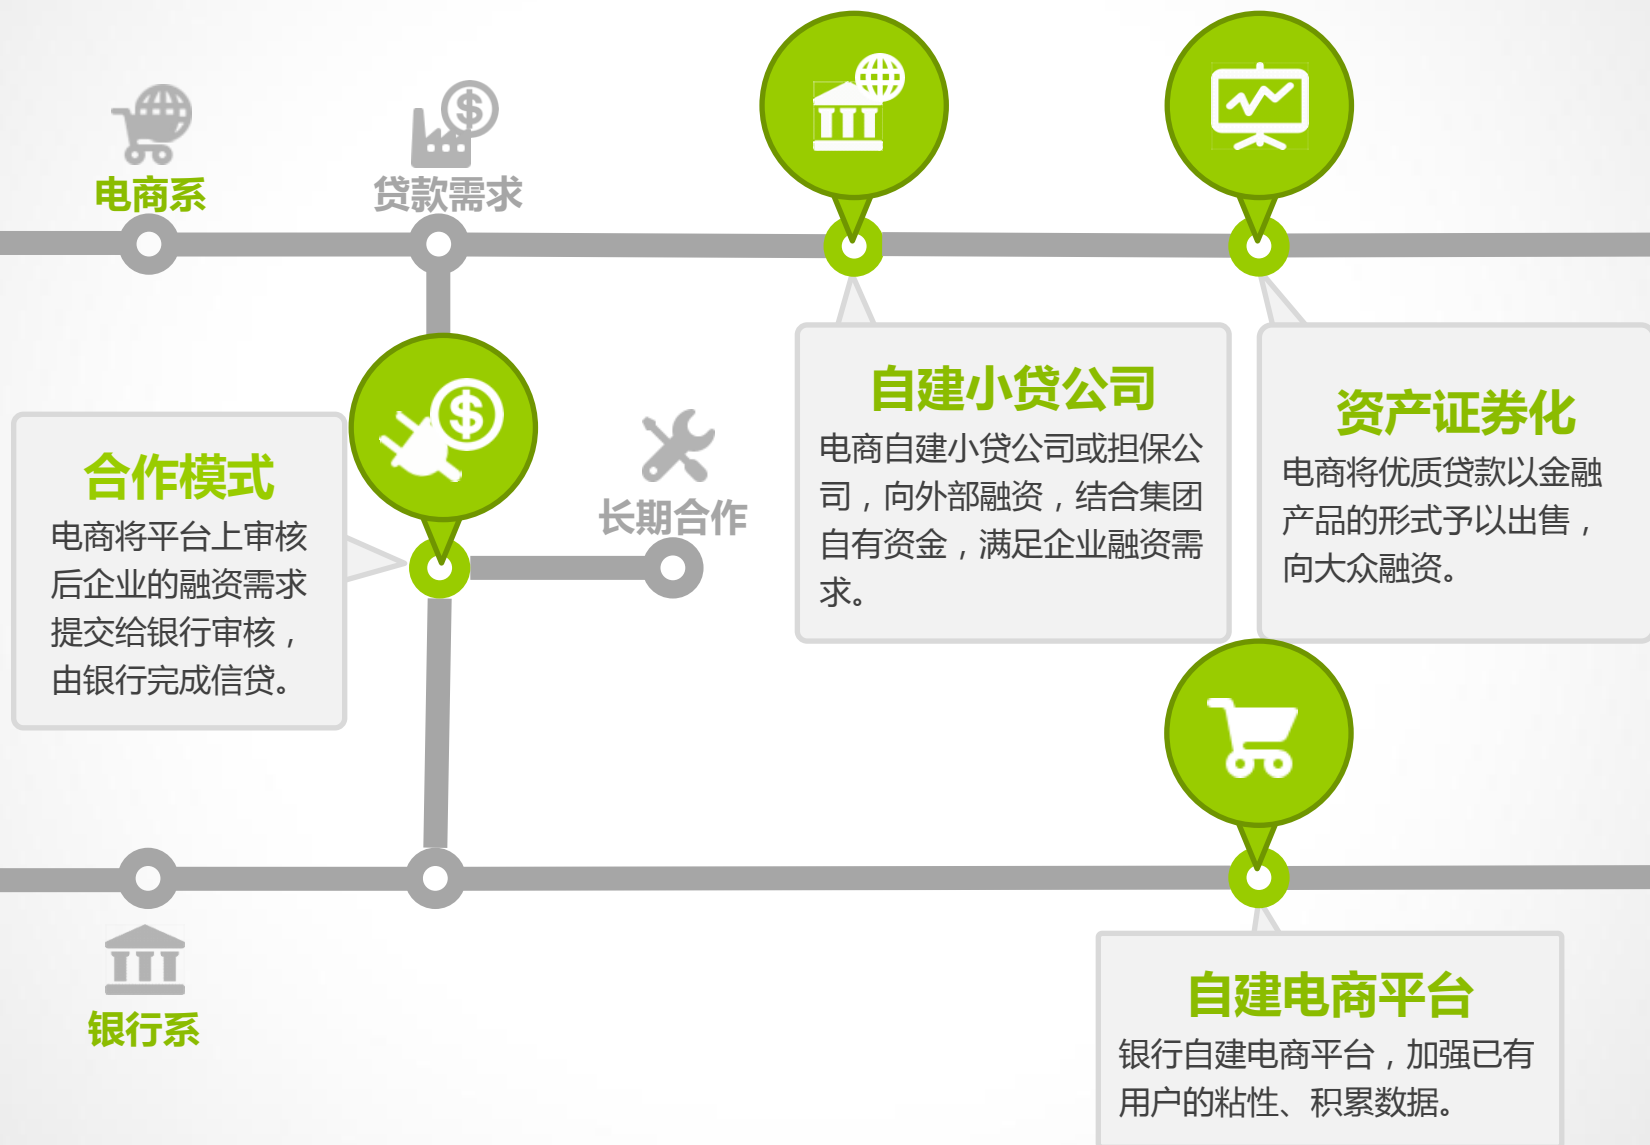 电商系
贷款需求
自建小贷公司
电商自建小贷公司或担保公
司，向外部融资，结合集团
自有资金，满足企业融资需
求。
资产证券化
电商将优质贷款以金融
产品的形式予以出售，
向大众融资。
合作模式
电商将平台上审核
后企业的融资需求
提交给银行审核，
由银行完成信贷。
长期合作
银行系
自建电商平台
银行自建电商平台，加强已有
用户的粘性、积累数据。